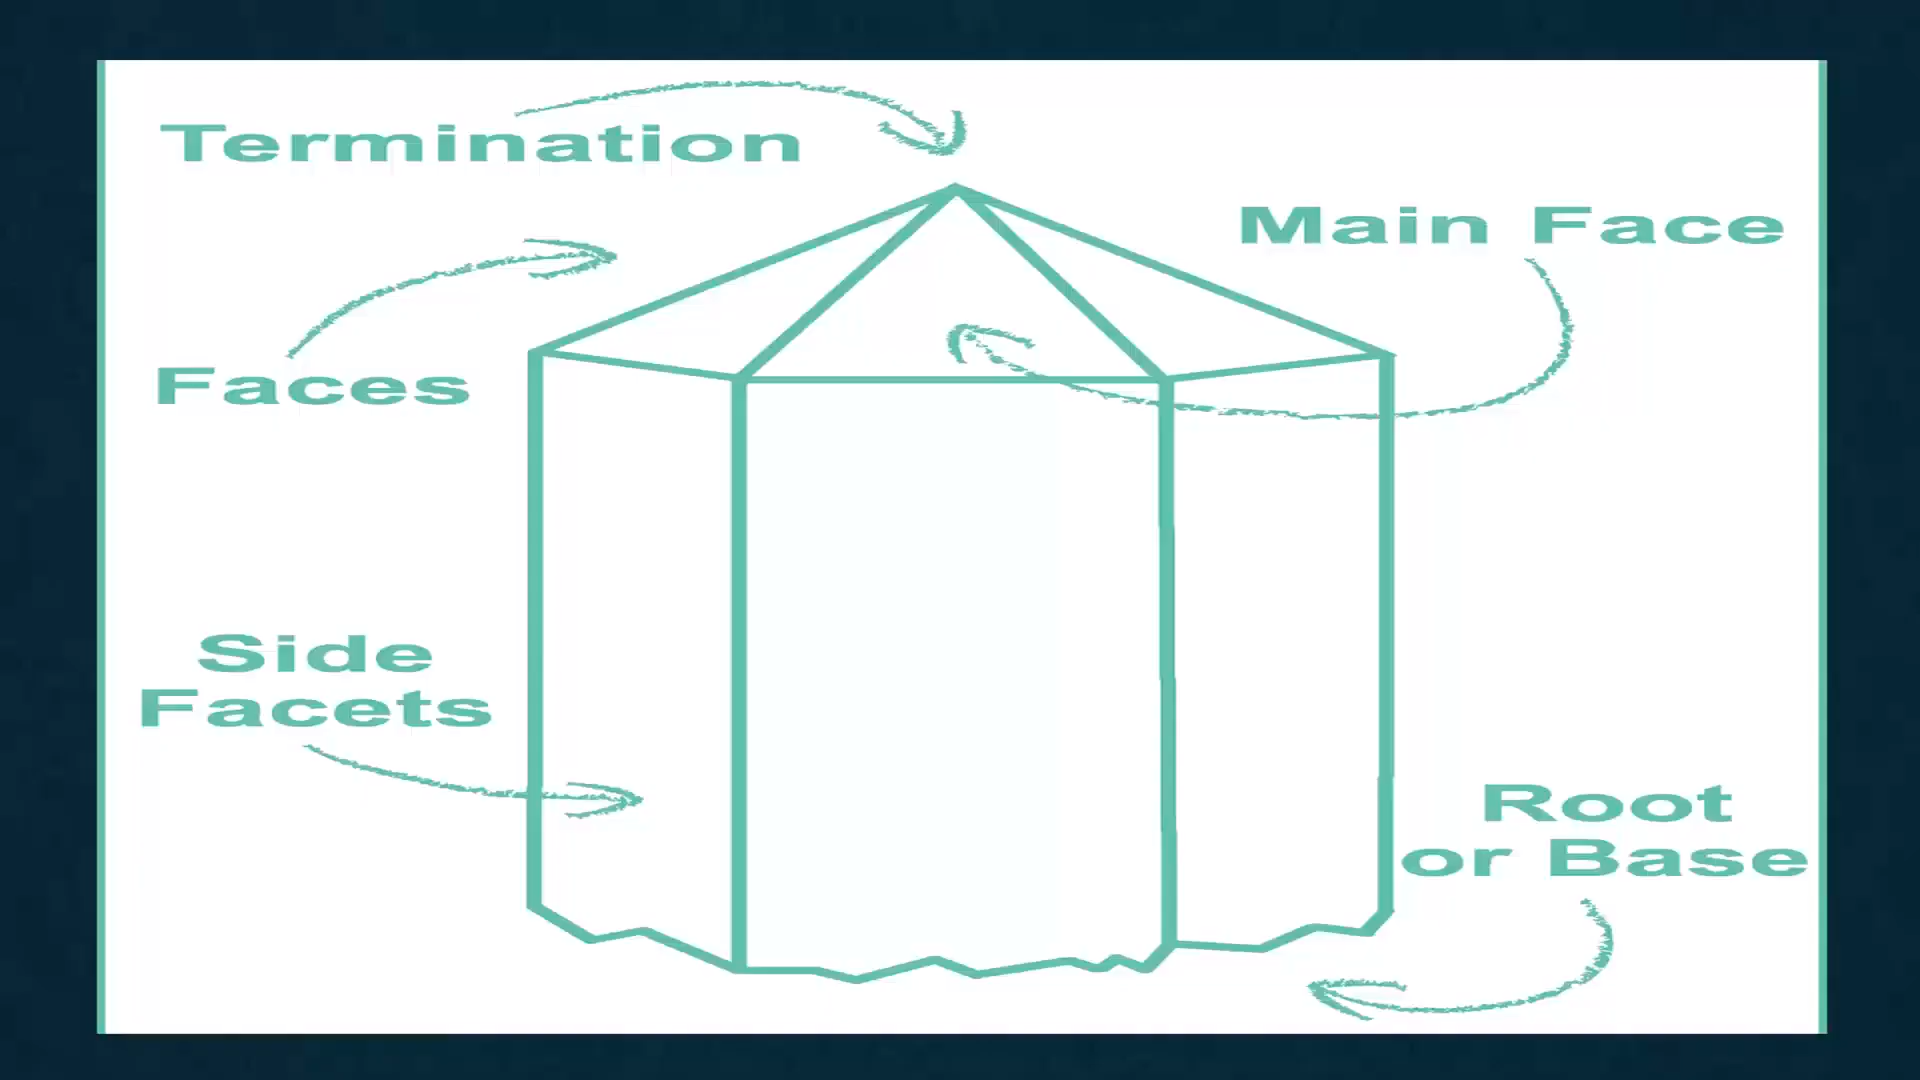 Termination
Main Face
Faces
Side
Facets
Root
or Base